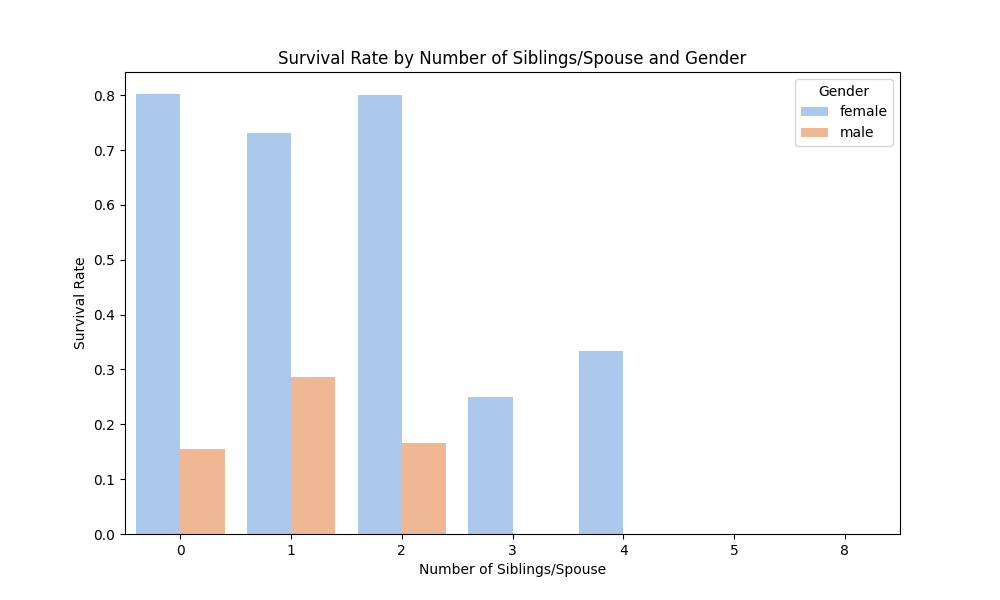 Survival Rate by Number of Siblings/Spouse and Gender
Gender
female
male
Survival Rate
0.8
0.7
0.6
0.5
0.4
0.3
0.2
0.1
0.0
0 1 2 3 4 5 8
Number of Siblings/Spouse